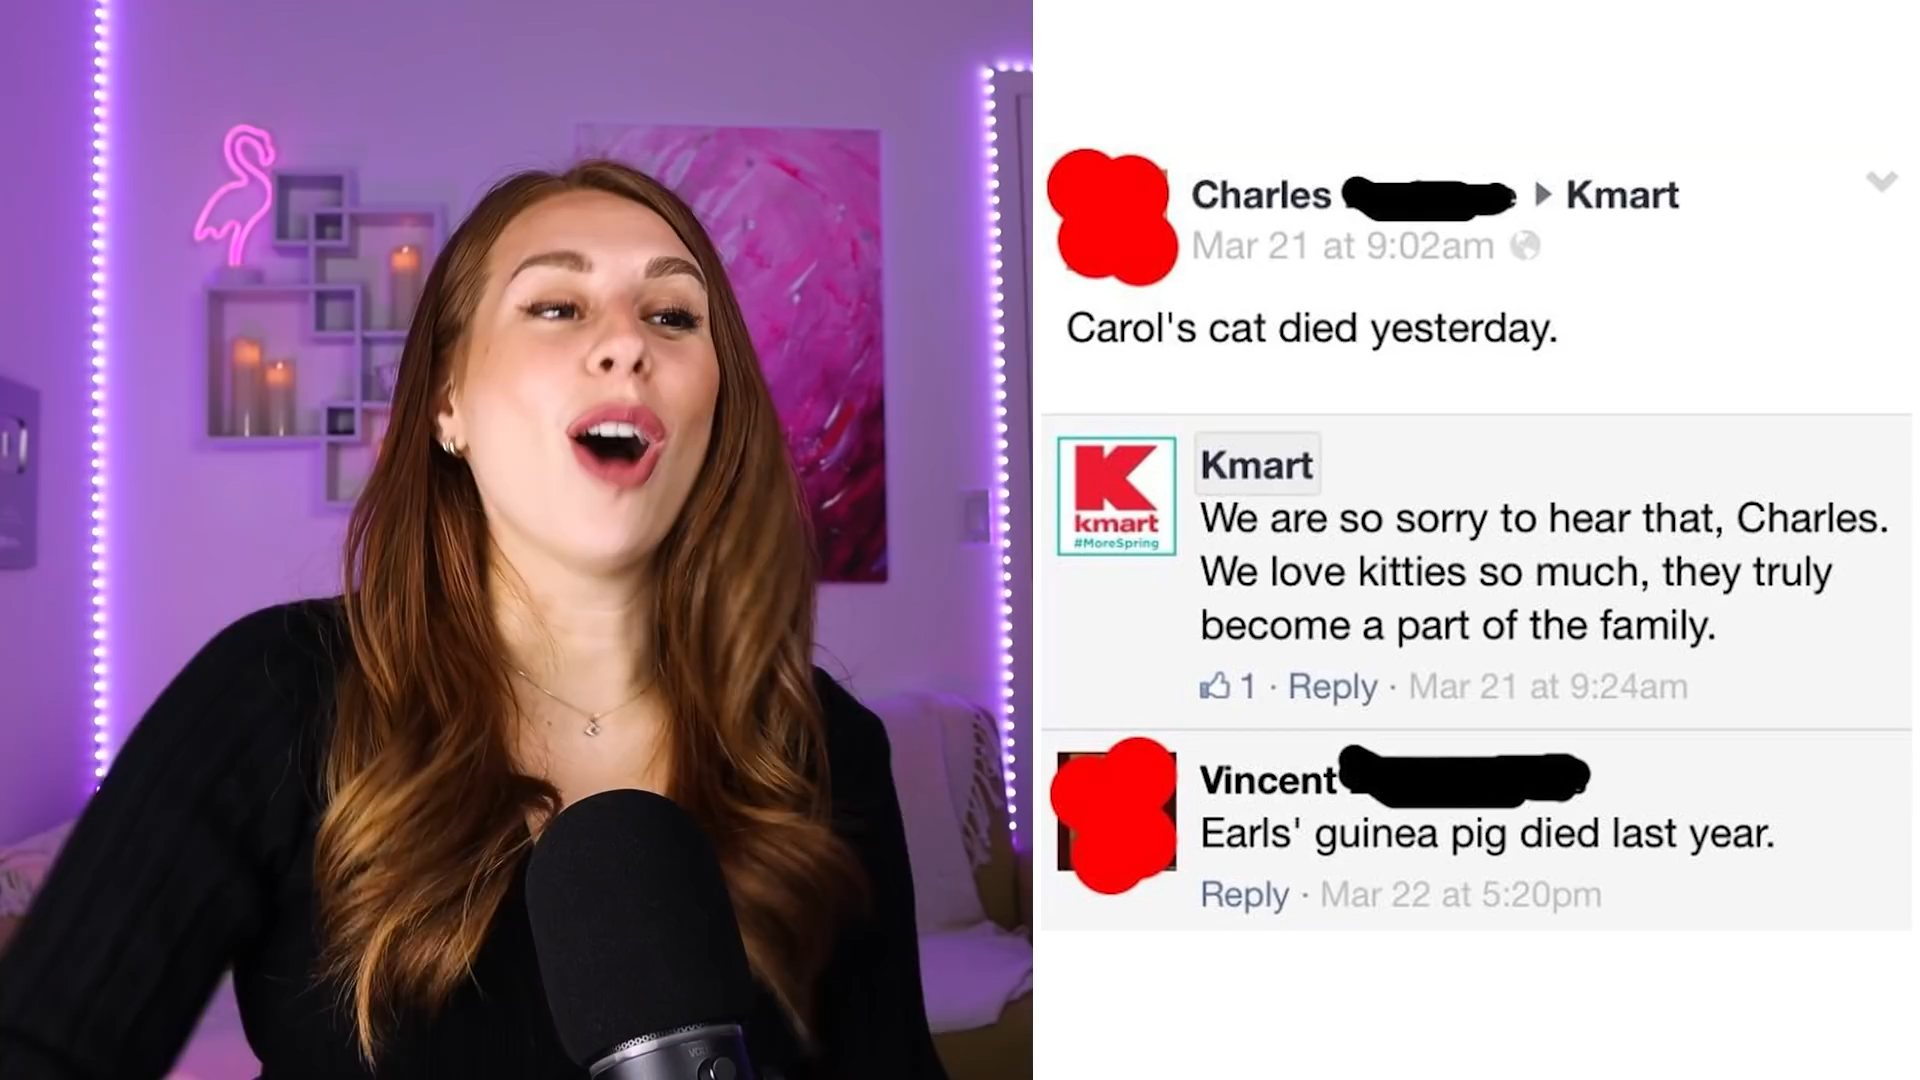 Charles ▸ Kmart
Mar 21 at 9:02am
Carol's cat died yesterday.
kmart
#MoreSpring
Kmart
We are so sorry to hear that, Charles.
We love kitties so much, they truly
become a part of the family.
1 · Reply · Mar 21 at 9:24am
Vincent
Earls' guinea pig died last year.
Reply · Mar 22 at 5:20pm